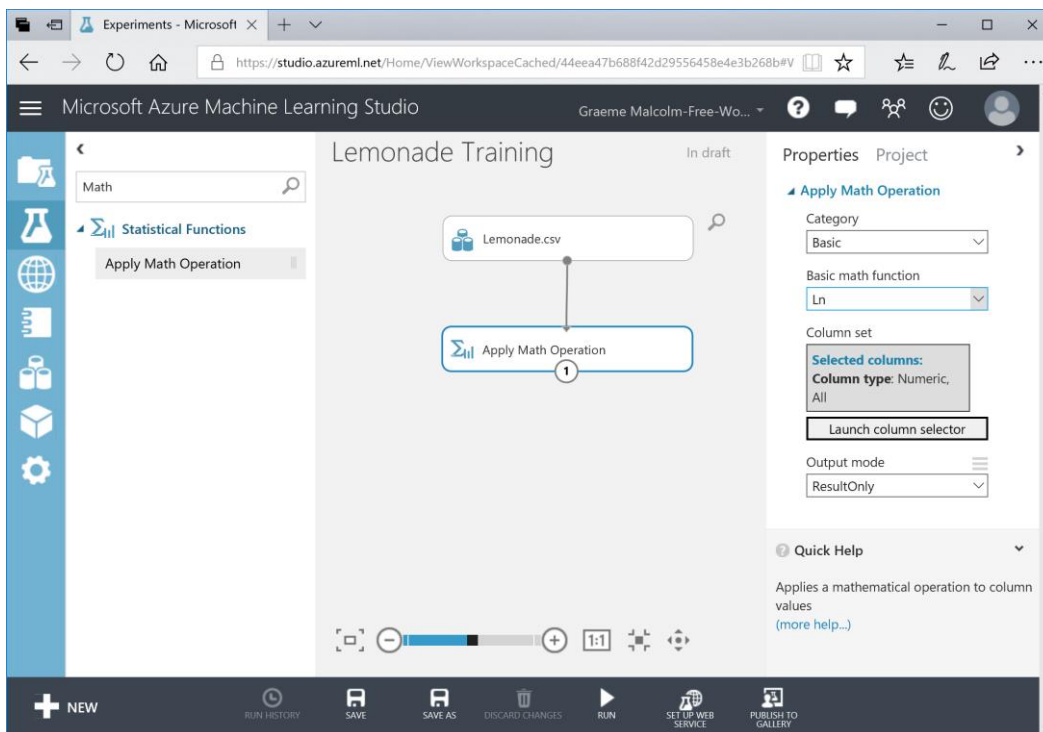 Experiments - Microsoft
https://studio.azureml.net/Home/ViewWorkspaceCached/44eea47b688f42d29556458e4e3b268b#V
Microsoft Azure Machine Learning Studio
Graeme Malcolm-Free-Wo...
Math
Statistical Functions
Apply Math Operation
Lemonade Training
In draft
Lemonade.csv
Apply Math Operation
1
Properties Project
Apply Math Operation
Category
Basic
Basic math function
Ln
Column set
Selected columns:
Column type: Numeric,
All
Launch column selector
Output mode
ResultOnly
Quick Help
Applies a mathematical operation to column
values
(more help...)
1:1
NEW
RUN HISTORY
SAVE
SAVE AS
DISCARD CHANGES
RUN
SET UP WEB
SERVICE
PUBLISH TO
GALLERY